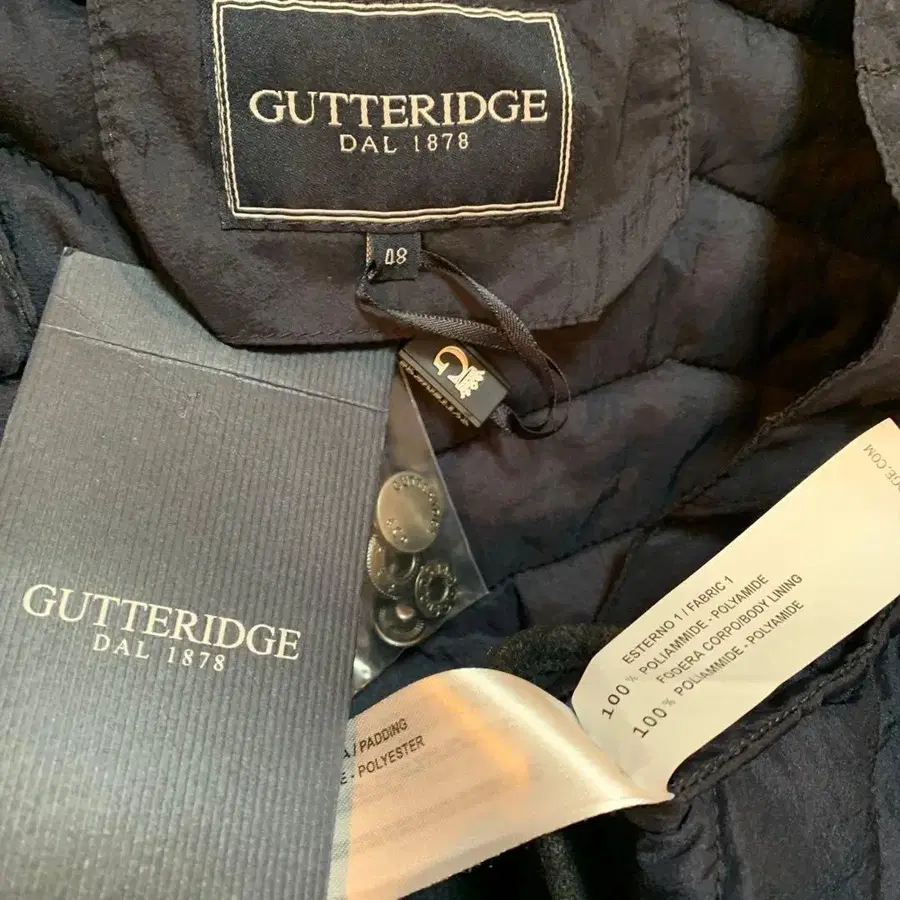 GUTTERIDGE
DAL 1878
48
G
GUTTERIDGE
DAL 1878
ESTERNO 1 / FABRIC 1
100 % POLIAMMIDE - POLYAMIDE
FODERA CORPO/BODY LINING
100 % POLIAMMIDE - POLYAMIDE
/ PADDING
- POLYESTER